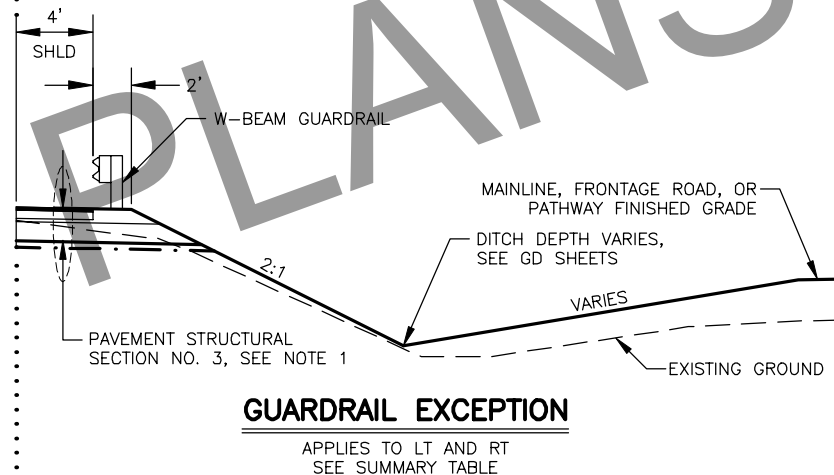 PLANS
4'
SHLD
2'
W-BEAM GUARDRAIL
MAINLINE, FRONTAGE ROAD, OR
PATHWAY FINISHED GRADE
DITCH DEPTH VARIES,
SEE GD SHEETS
2:1
VARIES
PAVEMENT STRUCTURAL
SECTION NO. 3, SEE NOTE 1
EXISTING GROUND
GUARDRAIL EXCEPTION
APPLIES TO LT AND RT
SEE SUMMARY TABLE